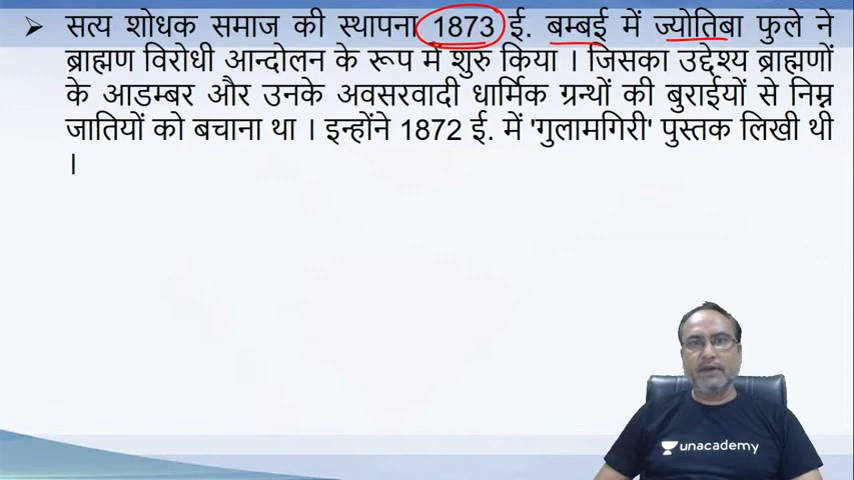 ➢ सत्य शोधक समाज की स्थापना 1873 ई. बम्बई में ज्योतिबा फुले ने
ब्राह्मण विरोधी आन्दोलन के रूप में शुरु किया । जिसका उद्देश्य ब्राह्मणों
के आडम्बर और उनके अवसरवादी धार्मिक ग्रन्थों की बुराईयों से निम्न
जातियों को बचाना था । इन्होंने 1872 ई. में 'गुलामगिरी' पुस्तक लिखी थी
।
unacademy